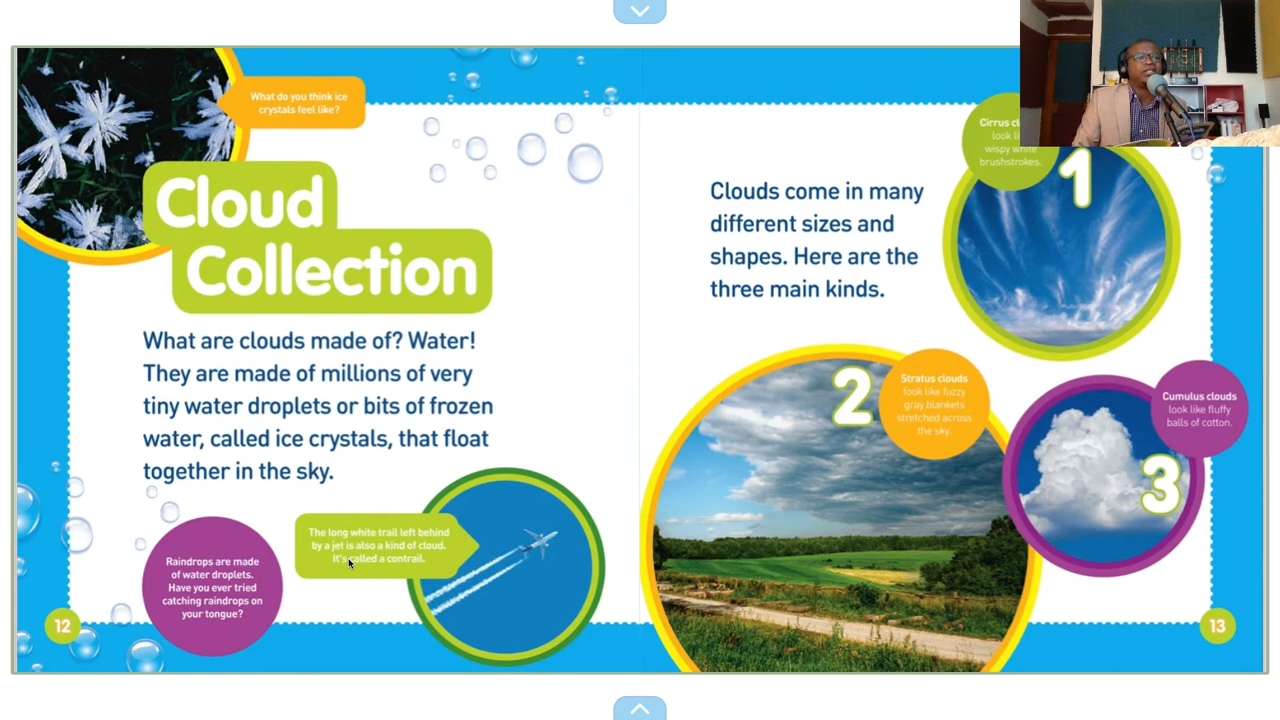 What do you think ice
crystals feel like?
Cloud
Collection
What are clouds made of? Water!
They are made of millions of very
tiny water droplets or bits of frozen
water, called ice crystals, that float
together in the sky.
The long white trail left behind
by a jet is also a kind of cloud.
It's called a contrail.
Raindrops are made
of water droplets.
Have you ever tried
catching raindrops on
your tongue?
12
Clouds come in many
different sizes and
shapes. Here are the
three main kinds.
Cirrus
look
wispy white
brushstrokes.
1
2
Stratus clouds
look like fuzzy
gray blankets
stretched across
the sky.
Cumulus clouds
look like fluffy
balls of cotton.
3
13